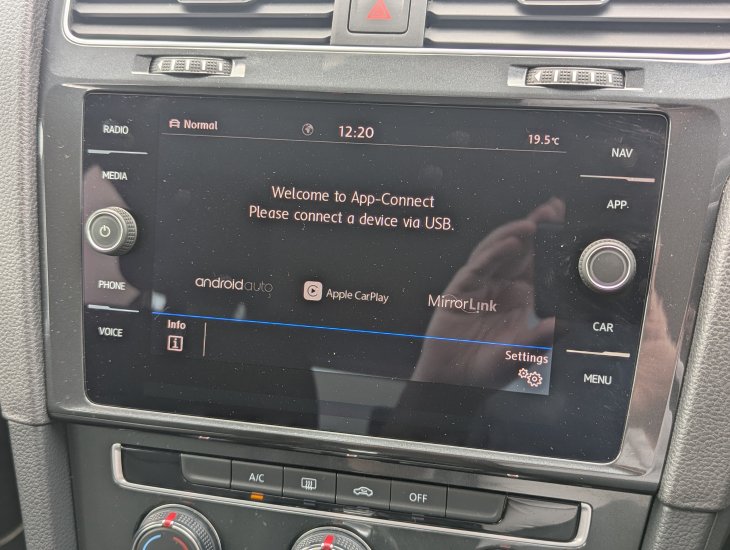 RADIO
MEDIA
PHONE
VOICE
Normal
12:20
19.5°C
Welcome to App-Connect
Please connect a device via USB.
androidauto
Apple CarPlay
MirrorLink
Info
i
Settings
NAV
APP
CAR
MENU
A/C
OFF